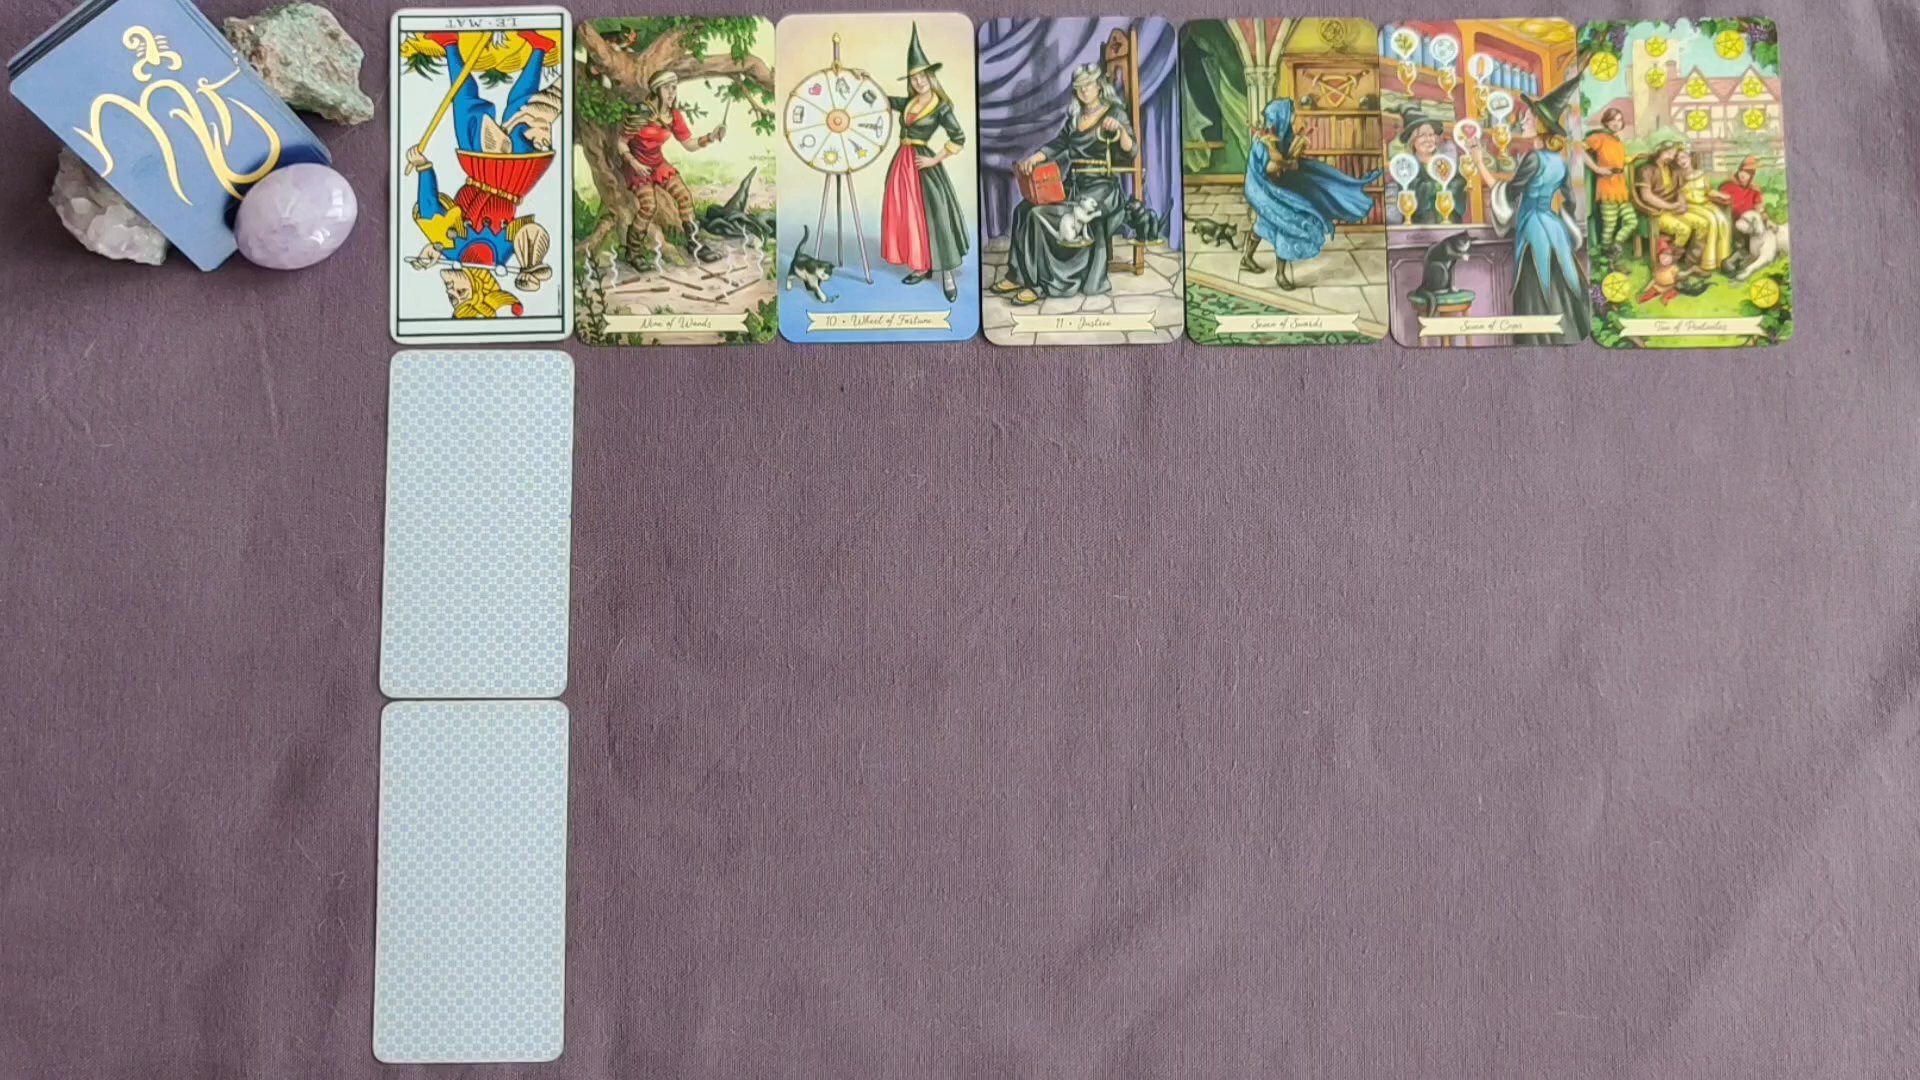 LE·MAT
Nine of Wands
10 • Wheel of Fortune
11 • Justice
Seven of Swords
Seven of Cups
Ten of Pentacles